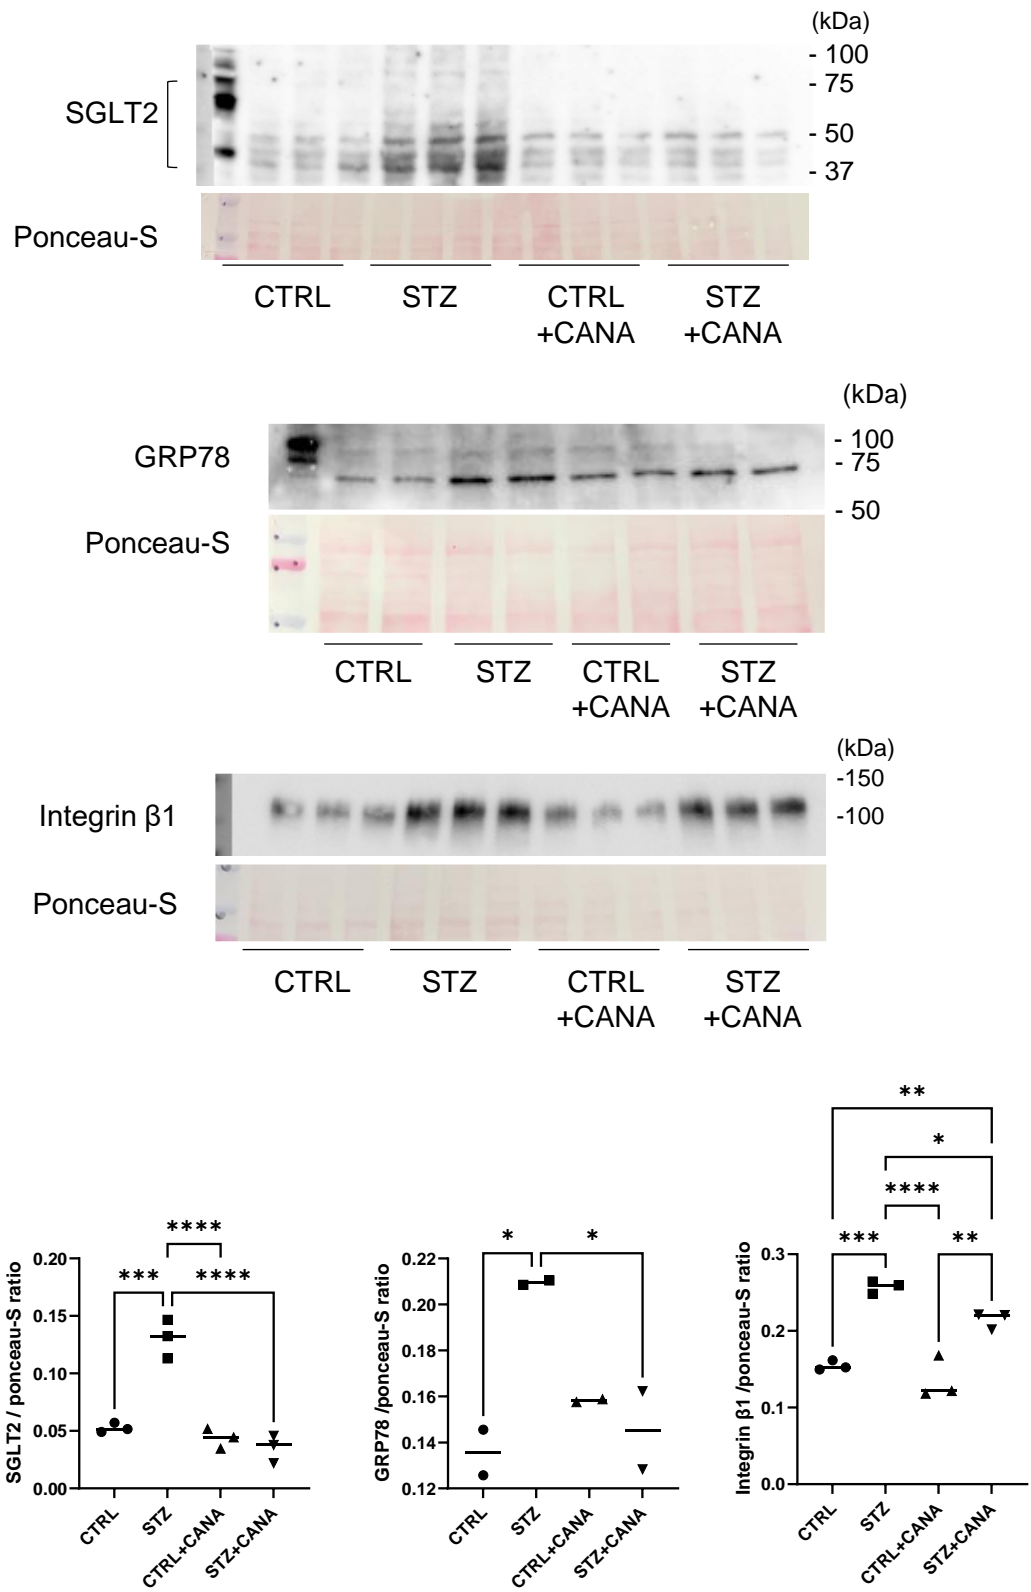 (kDa)
- 100
- 75
SGLT2
- 50
- 37
Ponceau-S
CTRL STZ CTRL STZ
+CANA +CANA
(kDa)
- 100
GRP78
- 75
- 50
Ponceau-S
CTRL STZ CTRL STZ
+CANA +CANA
(kDa)
-150
Integrin β1
-100
Ponceau-S
CTRL STZ CTRL STZ
+CANA +CANA
SGLT2 / ponceau-S ratio
0.20
0.15
0.10
0.05
0.00
*** **** ****
CTRL
STZ
CTRL+CANA
STZ+CANA
GRP78 /ponceau-S ratio
0.22
0.20
0.18
0.16
0.14
0.12
* *
CTRL
STZ
CTRL+CANA
STZ+CANA
Integrin β1 /ponceau-S ratio
0.3
0.2
0.1
0.0
**
*
****
*** **
CTRL
STZ
CTRL+CANA
STZ+CANA